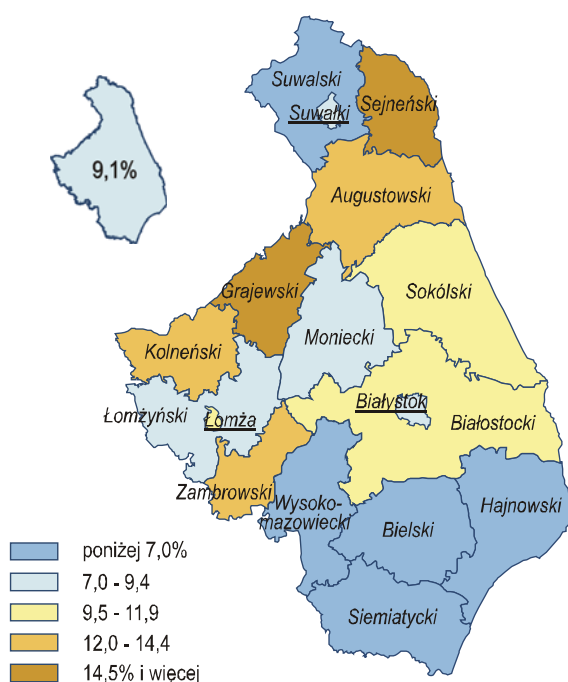 Suwalski
Suwałki
Sejneński
9,1%
Augustowski
Sokólski
Grajewski
Moniecki
Kolneński
Białystok
Łomżyński
Łomża
Białostocki
Zambrowski
Wysoko-
mazowiecki
Hajnowski
Bielski
Siemiatycki
poniżej 7,0%
7,0 - 9,4
9,5 - 11,9
12,0 - 14,4
14,5% i więcej